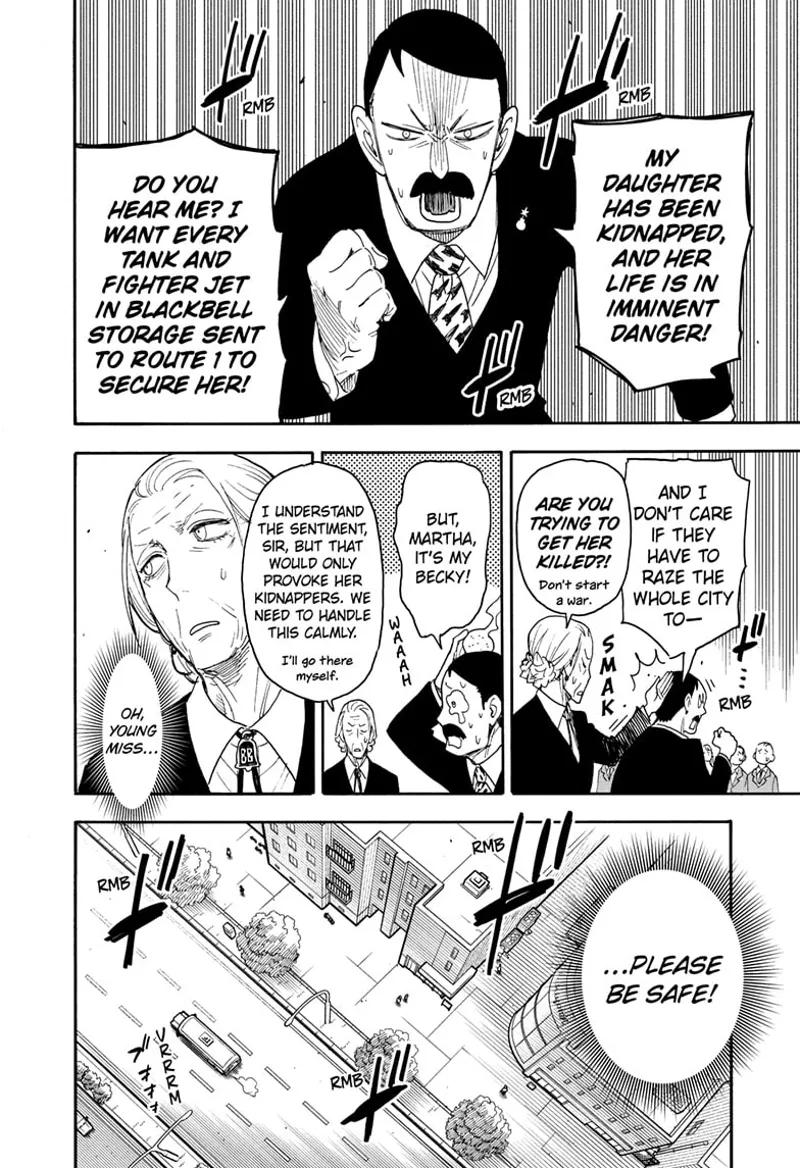 MY
DAUGHTER
HAS BEEN
KIDNAPPED,
AND HER
LIFE IS IN
IMMINENT
DANGER!
RMB
RMB
DO YOU
HEAR ME? I
WANT EVERY
TANK AND
FIGHTER JET
IN BLACKBELL
STORAGE SENT
TO ROUTE 1 TO
SECURE HER!
RMB
AND I
DON'T CARE
IF THEY
HAVE TO
RAZE THE
WHOLE CITY
TO—
ARE YOU
TRYING TO
GET HER
KILLED?!
Don't start
a war.
SMAK
RMB
BUT,
MARTHA,
IT'S MY
BECKY!
WAAAH
I UNDERSTAND
THE SENTIMENT,
SIR, BUT THAT
WOULD ONLY
PROVOKE HER
KIDNAPPERS. WE
NEED TO HANDLE
THIS CALMLY.
I'll go there
myself.
OH,
YOUNG
MISS...
BB
...PLEASE
BE SAFE!
RMB
RMB
VRRRRM
RMB